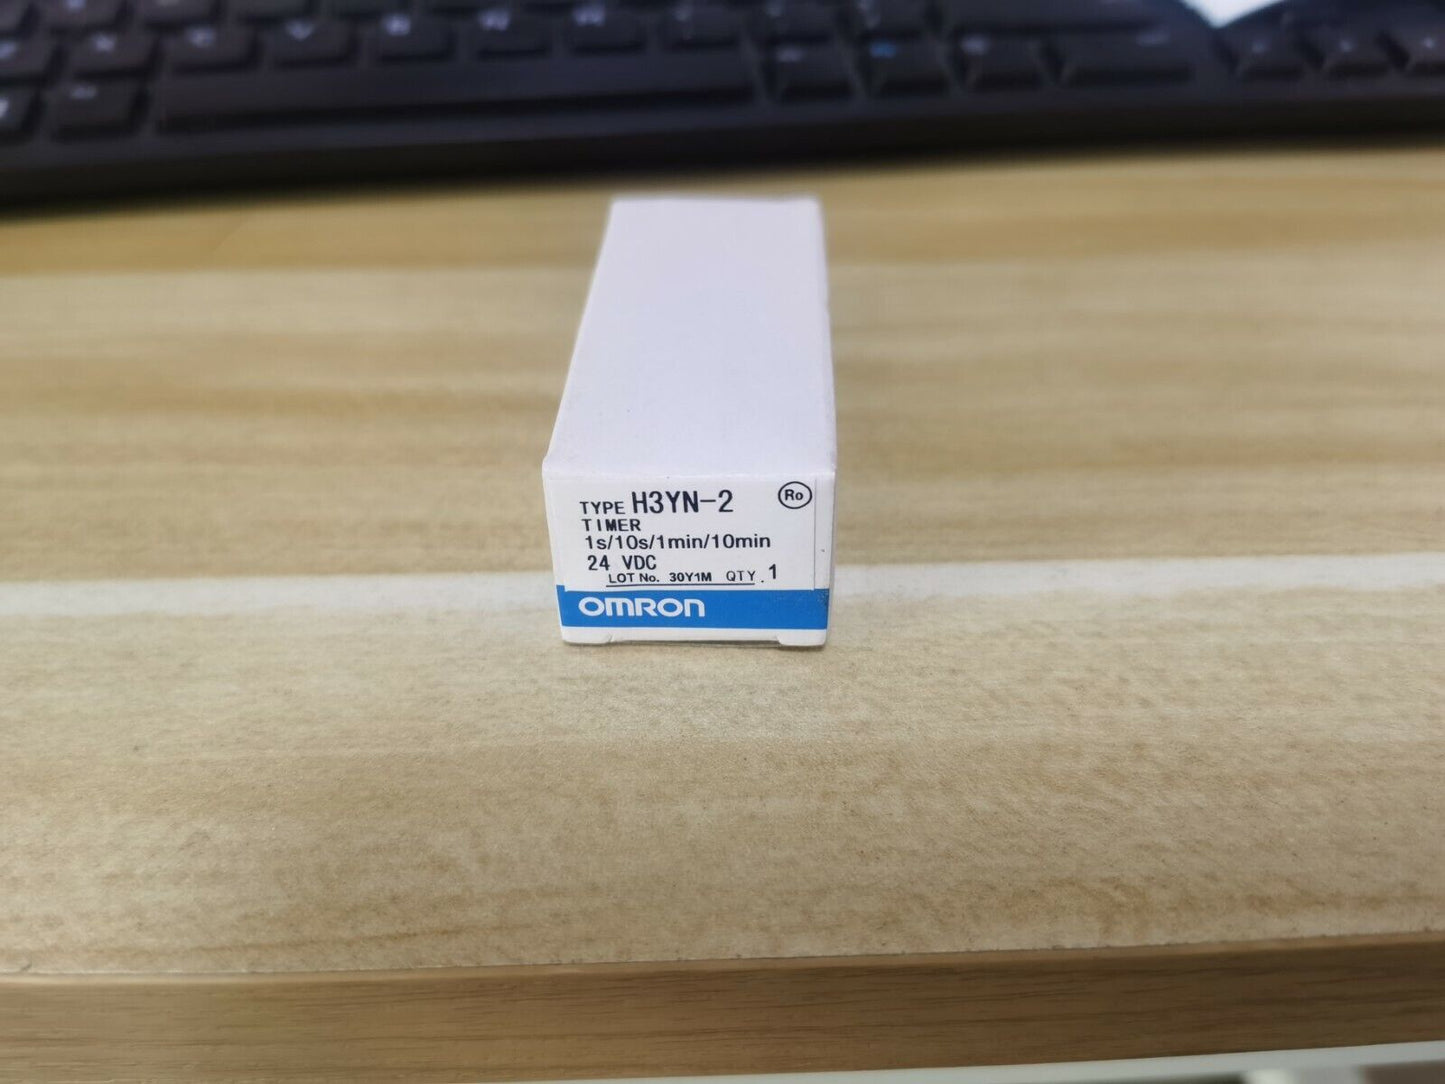 TYPE H3YN-2
Ro
TIMER
1s/10s/1min/10min
24 VDC
LOT No. 30Y1M QTY. 1
OMRON